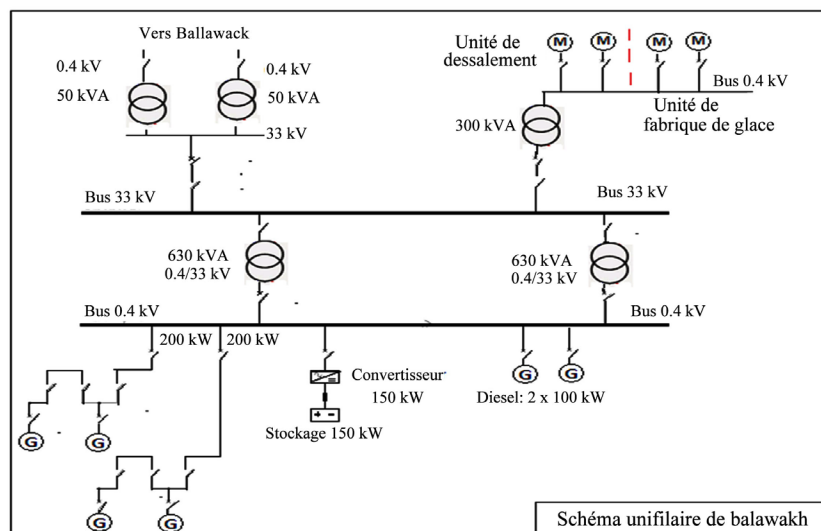 Vers Ballawack
0.4 kV
0.4 kV
50 kVA
50 kVA
33 kV
Unité de
dessalement
M
M
M
M
Bus 0.4 kV
Unité de
fabrique de glace
300 kVA
Bus 33 kV
Bus 33 kV
630 kVA
0.4/33 kV
630 kVA
0.4/33 kV
Bus 0.4 kV
Bus 0.4 kV
200 kW
200 kW
Convertisseur
150 kW
Stockage 150 kW
G
G
Diesel: 2 x 100 kW
G
G
G
G
Schéma unifilaire de balawakh